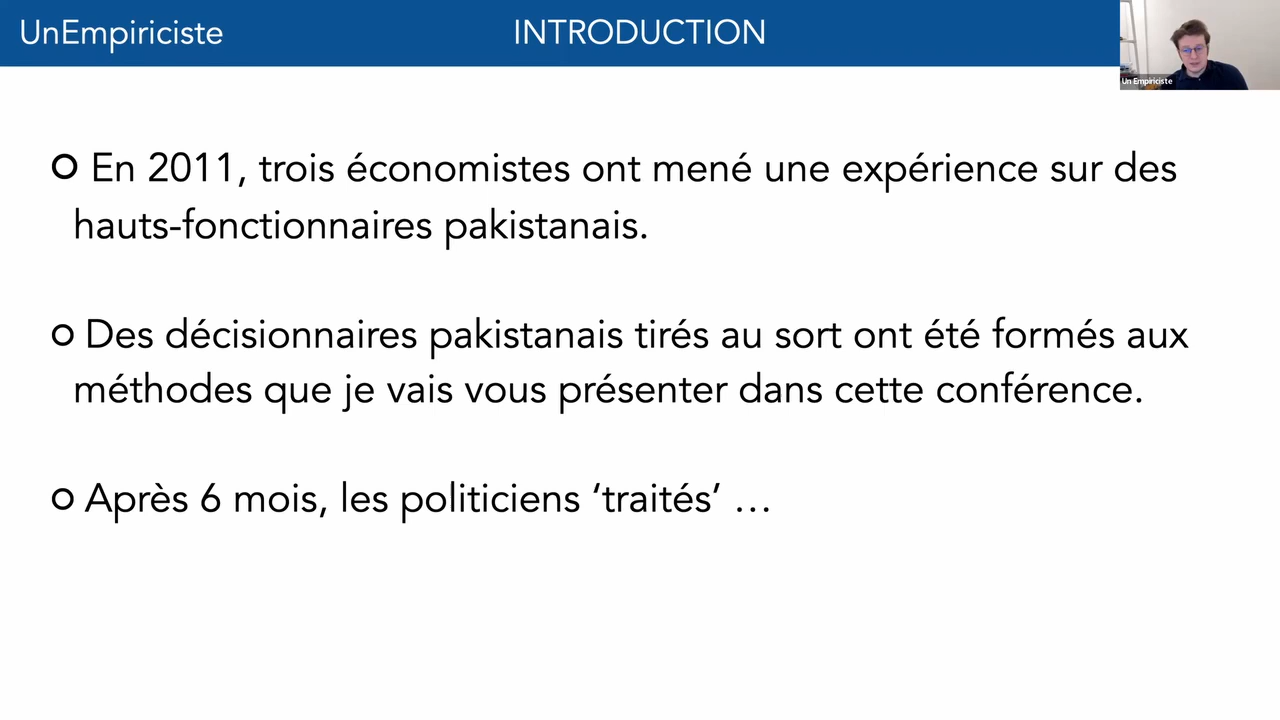 UnEmpiriciste
INTRODUCTION
Un Empiriciste
En 2011, trois économistes ont mené une expérience sur des
hauts-fonctionnaires pakistanais.
Des décisionnaires pakistanais tirés au sort ont été formés aux
méthodes que je vais vous présenter dans cette conférence.
Après 6 mois, les politiciens ‘traités’ …